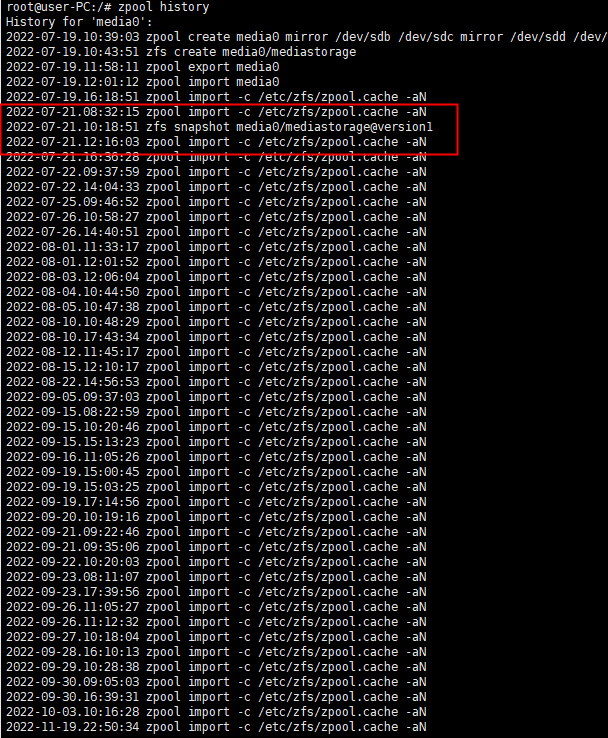 root@user-PC:/# zpool history
History for 'media0':
2022-07-19.10:39:03 zpool create media0 mirror /dev/sdb /dev/sdc mirror /dev/sdd /dev/
2022-07-19.10:43:51 zfs create media0/mediastorage
2022-07-19.11:58:11 zpool export media0
2022-07-19.12:01:12 zpool import media0
2022-07-19.16:18:51 zpool import -c /etc/zfs/zpool.cache -aN
2022-07-21.08:32:15 zpool import -c /etc/zfs/zpool.cache -aN
2022-07-21.10:18:51 zfs snapshot media0/mediastorage@version1
2022-07-21.12:16:03 zpool import -c /etc/zfs/zpool.cache -aN
2022-07-21.16:36:28 zpool import -c /etc/zfs/zpool.cache -aN
2022-07-22.09:37:59 zpool import -c /etc/zfs/zpool.cache -aN
2022-07-22.14:04:33 zpool import -c /etc/zfs/zpool.cache -aN
2022-07-25.09:46:52 zpool import -c /etc/zfs/zpool.cache -aN
2022-07-26.10:58:27 zpool import -c /etc/zfs/zpool.cache -aN
2022-07-26.14:40:51 zpool import -c /etc/zfs/zpool.cache -aN
2022-08-01.11:33:17 zpool import -c /etc/zfs/zpool.cache -aN
2022-08-01.12:01:52 zpool import -c /etc/zfs/zpool.cache -aN
2022-08-03.12:06:04 zpool import -c /etc/zfs/zpool.cache -aN
2022-08-04.10:44:50 zpool import -c /etc/zfs/zpool.cache -aN
2022-08-05.10:47:38 zpool import -c /etc/zfs/zpool.cache -aN
2022-08-10.10:48:29 zpool import -c /etc/zfs/zpool.cache -aN
2022-08-10.17:43:34 zpool import -c /etc/zfs/zpool.cache -aN
2022-08-12.11:45:17 zpool import -c /etc/zfs/zpool.cache -aN
2022-08-15.12:10:17 zpool import -c /etc/zfs/zpool.cache -aN
2022-08-22.14:56:53 zpool import -c /etc/zfs/zpool.cache -aN
2022-09-05.09:37:03 zpool import -c /etc/zfs/zpool.cache -aN
2022-09-15.08:22:59 zpool import -c /etc/zfs/zpool.cache -aN
2022-09-15.10:20:46 zpool import -c /etc/zfs/zpool.cache -aN
2022-09-15.15:13:23 zpool import -c /etc/zfs/zpool.cache -aN
2022-09-16.11:05:26 zpool import -c /etc/zfs/zpool.cache -aN
2022-09-19.15:00:45 zpool import -c /etc/zfs/zpool.cache -aN
2022-09-19.15:03:25 zpool import -c /etc/zfs/zpool.cache -aN
2022-09-19.17:14:56 zpool import -c /etc/zfs/zpool.cache -aN
2022-09-20.10:19:16 zpool import -c /etc/zfs/zpool.cache -aN
2022-09-21.09:22:46 zpool import -c /etc/zfs/zpool.cache -aN
2022-09-21.09:35:06 zpool import -c /etc/zfs/zpool.cache -aN
2022-09-22.10:20:03 zpool import -c /etc/zfs/zpool.cache -aN
2022-09-23.08:11:07 zpool import -c /etc/zfs/zpool.cache -aN
2022-09-23.17:39:56 zpool import -c /etc/zfs/zpool.cache -aN
2022-09-26.11:05:27 zpool import -c /etc/zfs/zpool.cache -aN
2022-09-26.11:12:32 zpool import -c /etc/zfs/zpool.cache -aN
2022-09-27.10:18:04 zpool import -c /etc/zfs/zpool.cache -aN
2022-09-28.16:10:13 zpool import -c /etc/zfs/zpool.cache -aN
2022-09-29.10:28:38 zpool import -c /etc/zfs/zpool.cache -aN
2022-09-30.09:05:03 zpool import -c /etc/zfs/zpool.cache -aN
2022-09-30.16:39:31 zpool import -c /etc/zfs/zpool.cache -aN
2022-10-03.10:16:28 zpool import -c /etc/zfs/zpool.cache -aN
2022-11-19.22:50:34 zpool import -c /etc/zfs/zpool.cache -aN